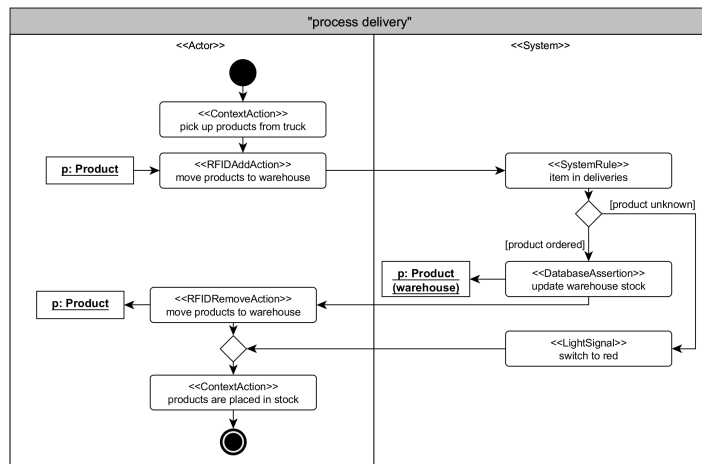 "process delivery"
<<Actor>>
<<System>>
<<ContextAction>>
pick up products from truck
p: Product
<<RFIDAddAction>>
move products to warehouse
<<SystemRule>>
item in deliveries
[product unknown]
[product ordered]
p: Product
(warehouse)
<<DatabaseAssertion>>
update warehouse stock
p: Product
<<RFIDRemoveAction>>
move products to warehouse
<<LightSignal>>
switch to red
<<ContextAction>>
products are placed in stock